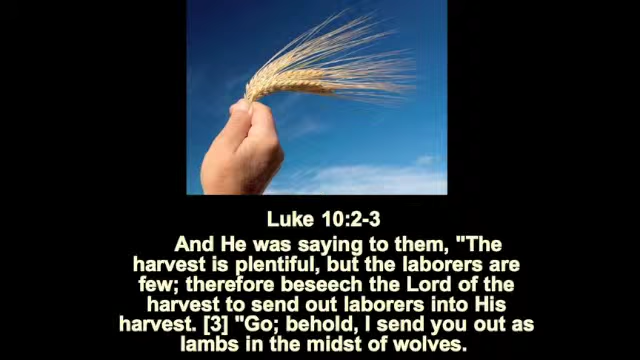 Luke 10:2-3
And He was saying to them, "The
harvest is plentiful, but the laborers are
few; therefore beseech the Lord of the
harvest to send out laborers into His
harvest. [3] "Go; behold, I send you out as
lambs in the midst of wolves.